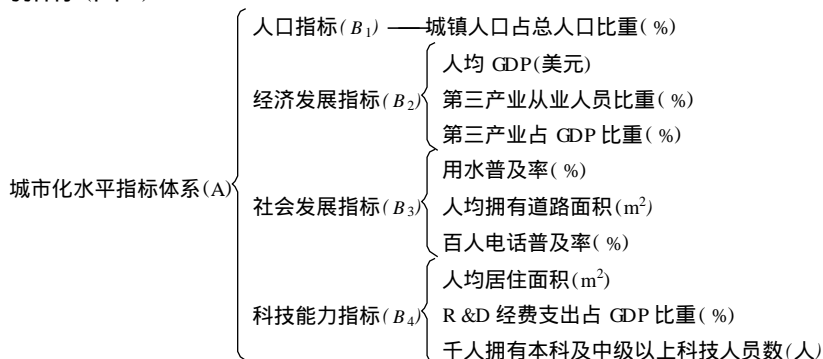 人口指标(B1) ——城镇人口占总人口比重( %)
人均 GDP(美元)
经济发展指标(B2)
第三产业从业人员比重( %)
第三产业占 GDP 比重( %)
城市化水平指标体系(A)
用水普及率( %)
社会发展指标(B3)
人均拥有道路面积(m²)
百人电话普及率( %)
人均居住面积(m²)
科技能力指标(B4)
R &D 经费支出占 GDP 比重( %)
千人拥有本科及中级以上科技人员数(人)